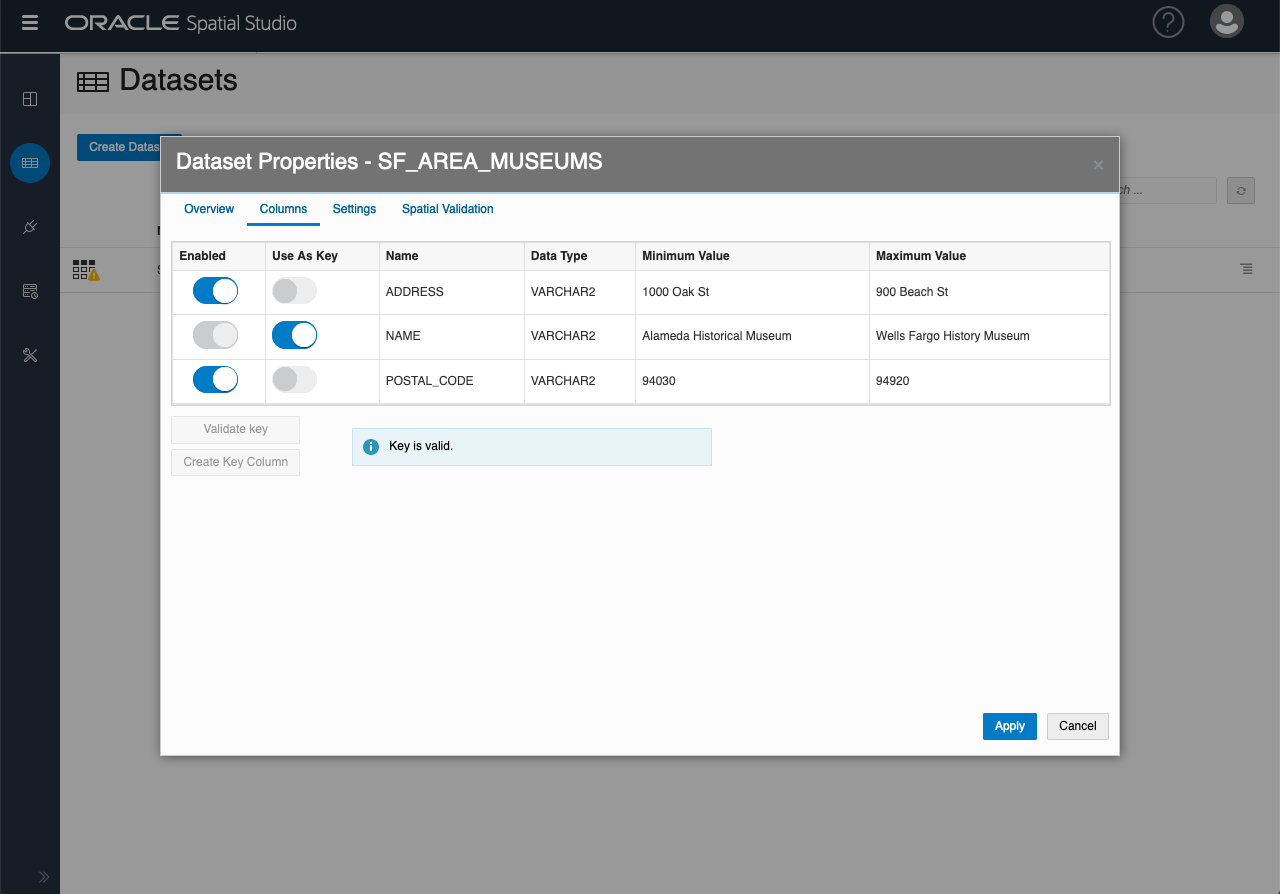 ORACLE Spatial Studio
?
Datasets
Create Datas
Dataset Properties - SF_AREA_MUSEUMS
×
ch ...
Overview Columns Settings Spatial Validation
Enabled Use As Key Name Data Type Minimum Value Maximum Value
ADDRESS VARCHAR2 1000 Oak St 900 Beach St
NAME VARCHAR2 Alameda Historical Museum Wells Fargo History Museum
POSTAL_CODE VARCHAR2 94030 94920
Validate key
Key is valid.
Create Key Column
Apply Cancel